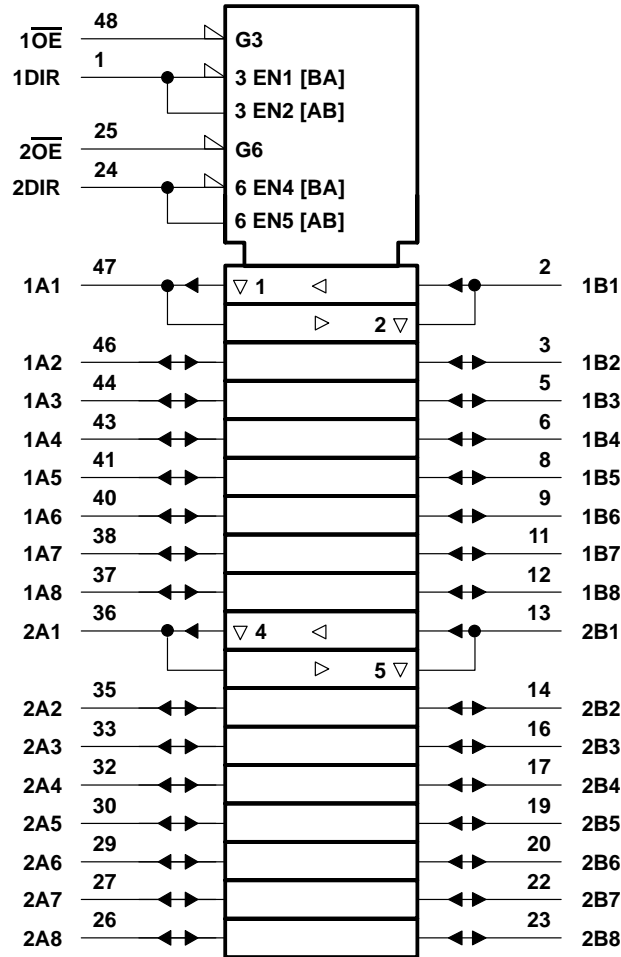 1OE 48 G3
1DIR 1 3 EN1 [BA]
3 EN2 [AB]
2OE 25 G6
2DIR 24 6 EN4 [BA]
6 EN5 [AB]
1A1 47 ▽ 1 ◁ 2 1B1
▷ 2 ▽
1A2 46 3 1B2
1A3 44 5 1B3
1A4 43 6 1B4
1A5 41 8 1B5
1A6 40 9 1B6
1A7 38 11 1B7
1A8 37 12 1B8
2A1 36 ▽ 4 ◁ 13 2B1
▷ 5 ▽
2A2 35 14 2B2
2A3 33 16 2B3
2A4 32 17 2B4
2A5 30 19 2B5
2A6 29 20 2B6
2A7 27 22 2B7
2A8 26 23 2B8